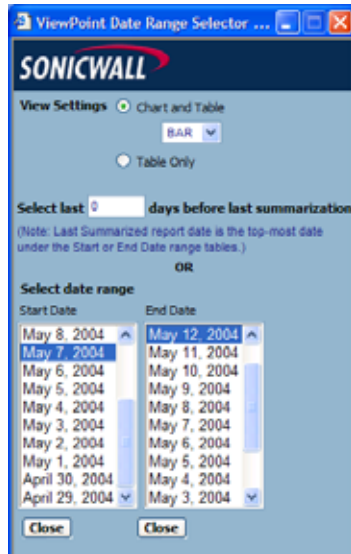 ViewPoint Date Range Selector ...
SONICWALL
View Settings Chart and Table
BAR
Table Only
Select last 0 days before last summarization
(Note: Last Summarized report date is the top-most date
under the Start or End Date range tables.)
OR
Select date range
Start Date End Date
May 8, 2004 May 12, 2004
May 7, 2004 May 11, 2004
May 6, 2004 May 10, 2004
May 5, 2004 May 9, 2004
May 4, 2004 May 8, 2004
May 3, 2004 May 7, 2004
May 2, 2004 May 6, 2004
May 1, 2004 May 5, 2004
April 30, 2004 May 4, 2004
April 29, 2004 May 3, 2004
Close Close